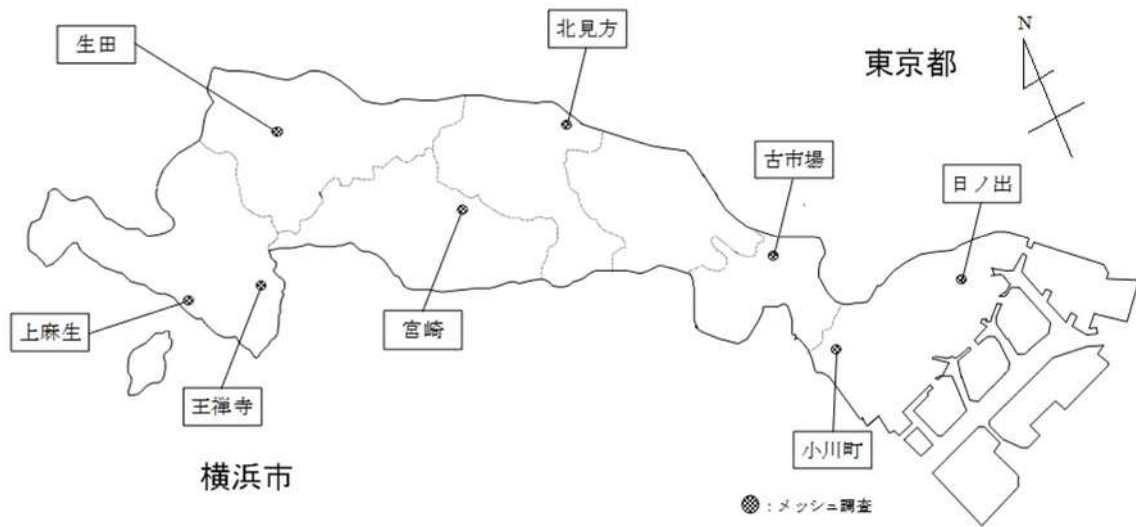 生田
北見方
N
東京都
古市場
日ノ出
上麻生
王禅寺
宮崎
小川町
横浜市
：メッシュ調査